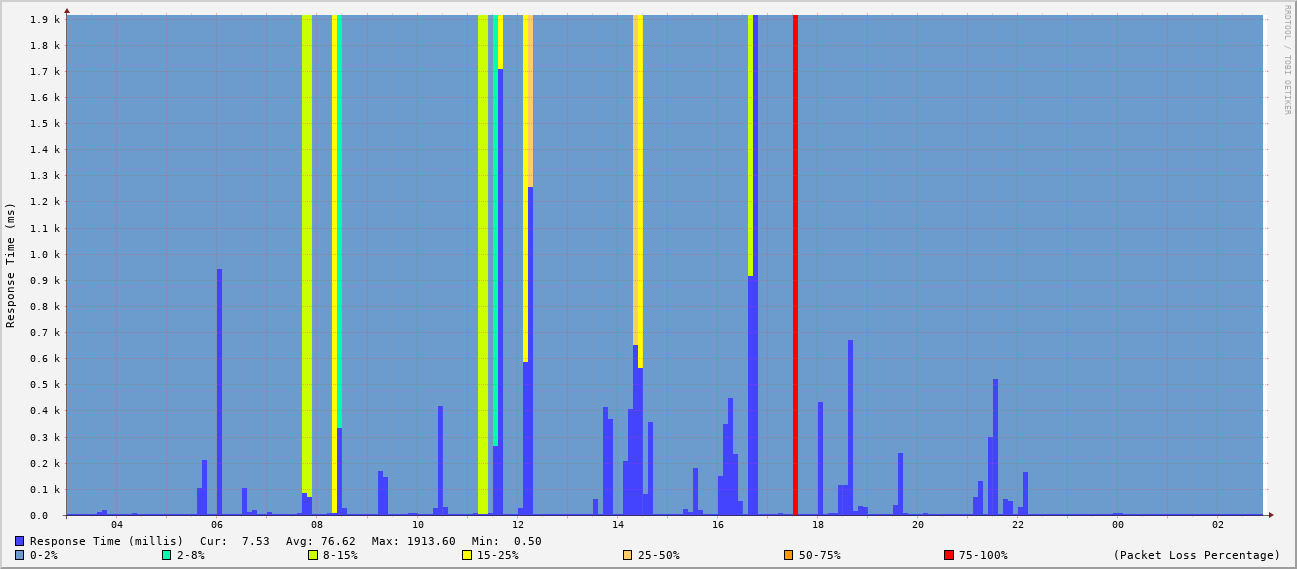 RRDTOOL / TOBI OETIKER
Response Time (ms)
1.9 k
1.8 k
1.7 k
1.6 k
1.5 k
1.4 k
1.3 k
1.2 k
1.1 k
1.0 k
0.9 k
0.8 k
0.7 k
0.6 k
0.5 k
0.4 k
0.3 k
0.2 k
0.1 k
0.0
04 06 08 10 12 14 16 18 20 22 00 02
Response Time (millis) Cur: 7.53 Avg: 76.62 Max: 1913.60 Min: 0.50
0-2% 2-8% 8-15% 15-25% 25-50% 50-75% 75-100% (Packet Loss Percentage)